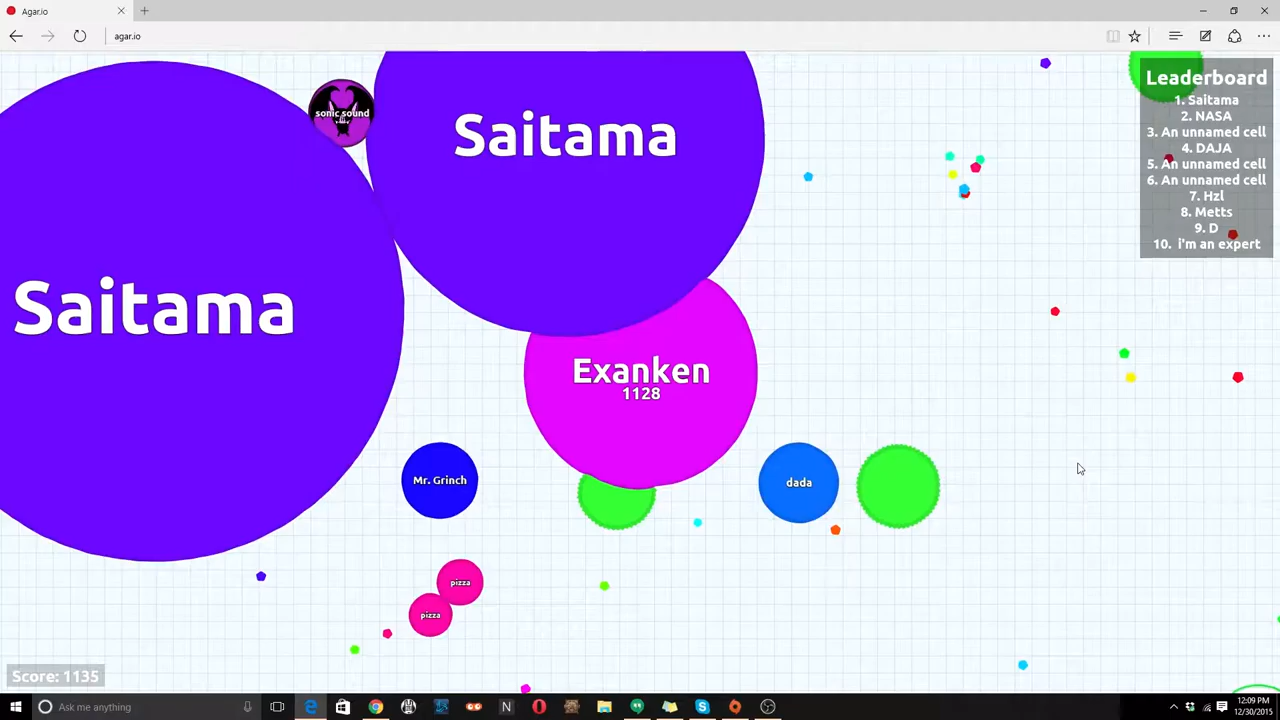 Agar.io
agar.io
sonic sound
Saitama
Saitama
Exanken
1128
Mr. Grinch
dada
pizza
pizza
Leaderboard
1. Saitama
2. NASA
3. An unnamed cell
4. DAJA
5. An unnamed cell
6. An unnamed cell
7. Hzl
8. Metts
9. D
10. i'm an expert
Score: 1135
Ask me anything
12:09 PM
12/30/2015